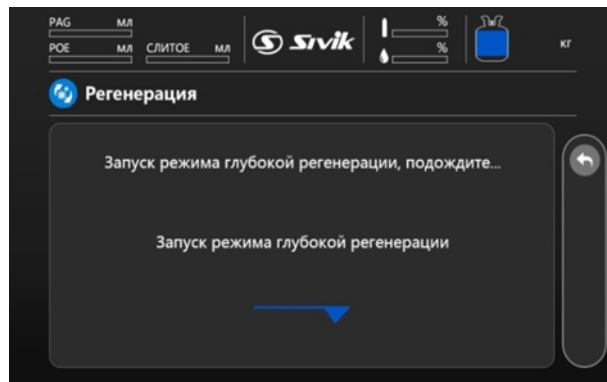 PAG мл
POE мл СЛИТОЕ мл
Sivik
%
%
кг
Регенерация
Запуск режима глубокой регенерации, подождите...
Запуск режима глубокой регенерации